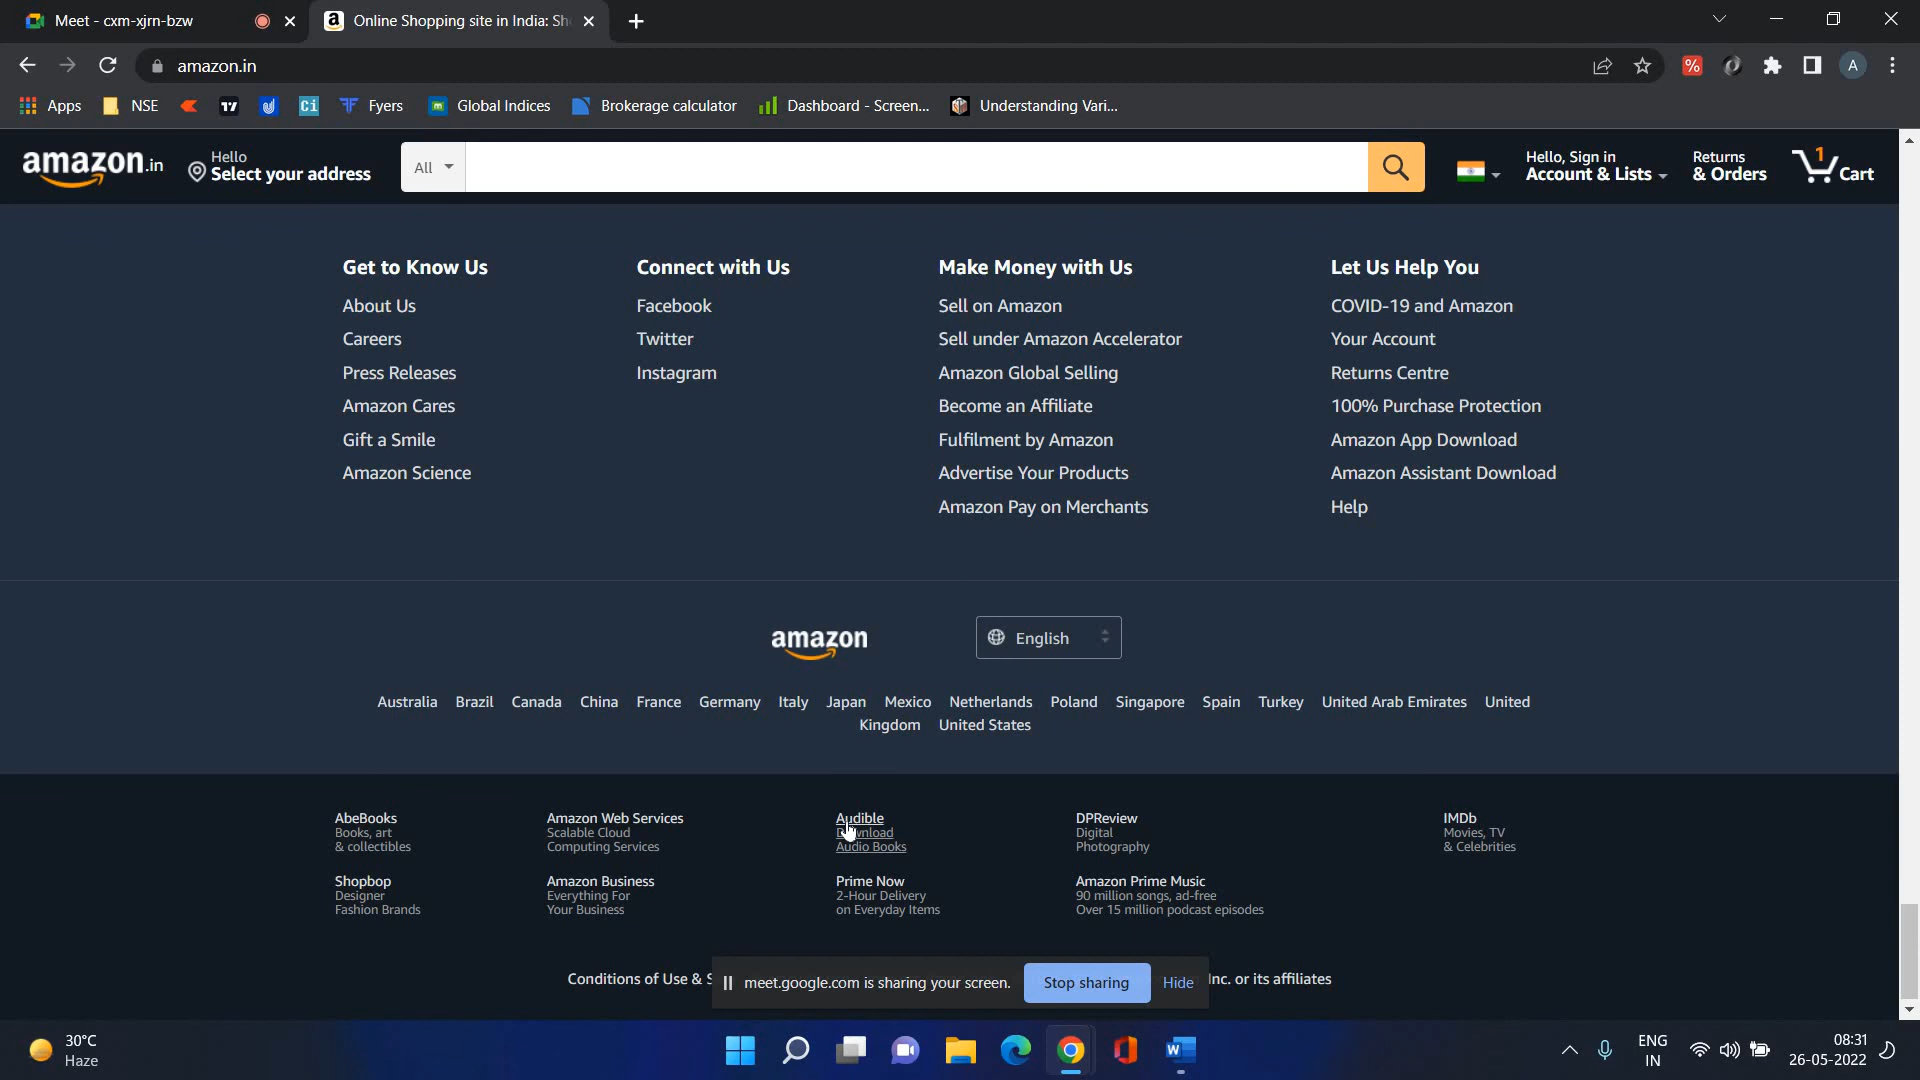 Meet - cxm-xjrn-bzw
Online Shopping site in India: Sh
amazon.in
Apps
NSE
Ci
Fyers
Global Indices
Brokerage calculator
Dashboard - Screen...
Understanding Vari...
A
amazon.in
Hello
Select your address
All
Hello, Sign in
Account & Lists
Returns
& Orders
1
Cart
Get to Know Us
About Us
Careers
Press Releases
Amazon Cares
Gift a Smile
Amazon Science
Connect with Us
Facebook
Twitter
Instagram
Make Money with Us
Sell on Amazon
Sell under Amazon Accelerator
Amazon Global Selling
Become an Affiliate
Fulfilment by Amazon
Advertise Your Products
Amazon Pay on Merchants
Let Us Help You
COVID-19 and Amazon
Your Account
Returns Centre
100% Purchase Protection
Amazon App Download
Amazon Assistant Download
Help
amazon
English
Australia Brazil Canada China France Germany Italy Japan Mexico Netherlands Poland Singapore Spain Turkey United Arab Emirates United
Kingdom United States
AbeBooks
Books, art
& collectibles
Amazon Web Services
Scalable Cloud
Computing Services
Audible
Download
Audio Books
DPReview
Digital
Photography
IMDb
Movies, TV
& Celebrities
Shopbop
Designer
Fashion Brands
Amazon Business
Everything For
Your Business
Prime Now
2-Hour Delivery
on Everyday Items
Amazon Prime Music
90 million songs, ad-free
Over 15 million podcast episodes
Conditions of Use & S
Inc. or its affiliates
meet.google.com is sharing your screen.
Stop sharing
Hide
30°C
Haze
ENG
IN
08:31
26-05-2022